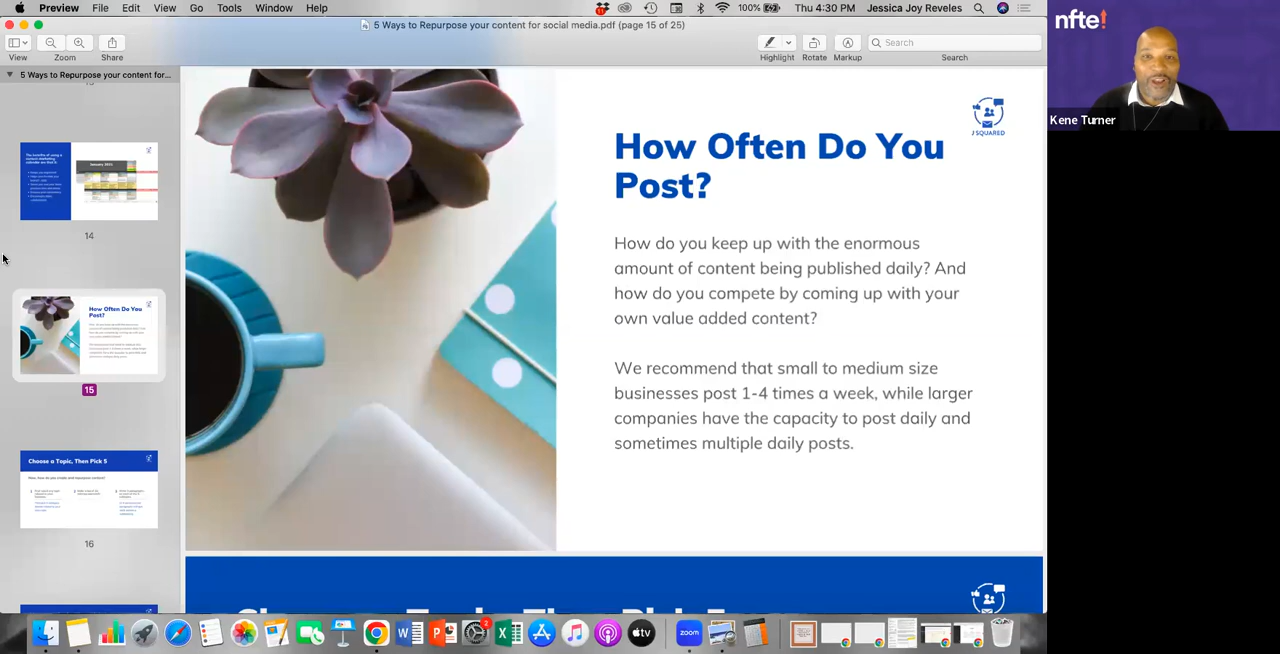 Preview File Edit View Go Tools Window Help
100% Thu 4:30 PM Jessica Joy Reveles
5 Ways to Repurpose your content for social media.pdf (page 15 of 25)
View Zoom Share
Search
Highlight Rotate Markup Search
5 Ways to Repurpose your content for...
January 2021
14
How Often Do You
Post?
15
Choose a Topic, Then Pick 5
16
J SQUARED
How Often Do You
Post?
How do you keep up with the enormous
amount of content being published daily? And
how do you compete by coming up with your
own value added content?
We recommend that small to medium size
businesses post 1-4 times a week, while larger
companies have the capacity to post daily and
sometimes multiple daily posts.
2
zoom
tv
nfte!
Kene Turner